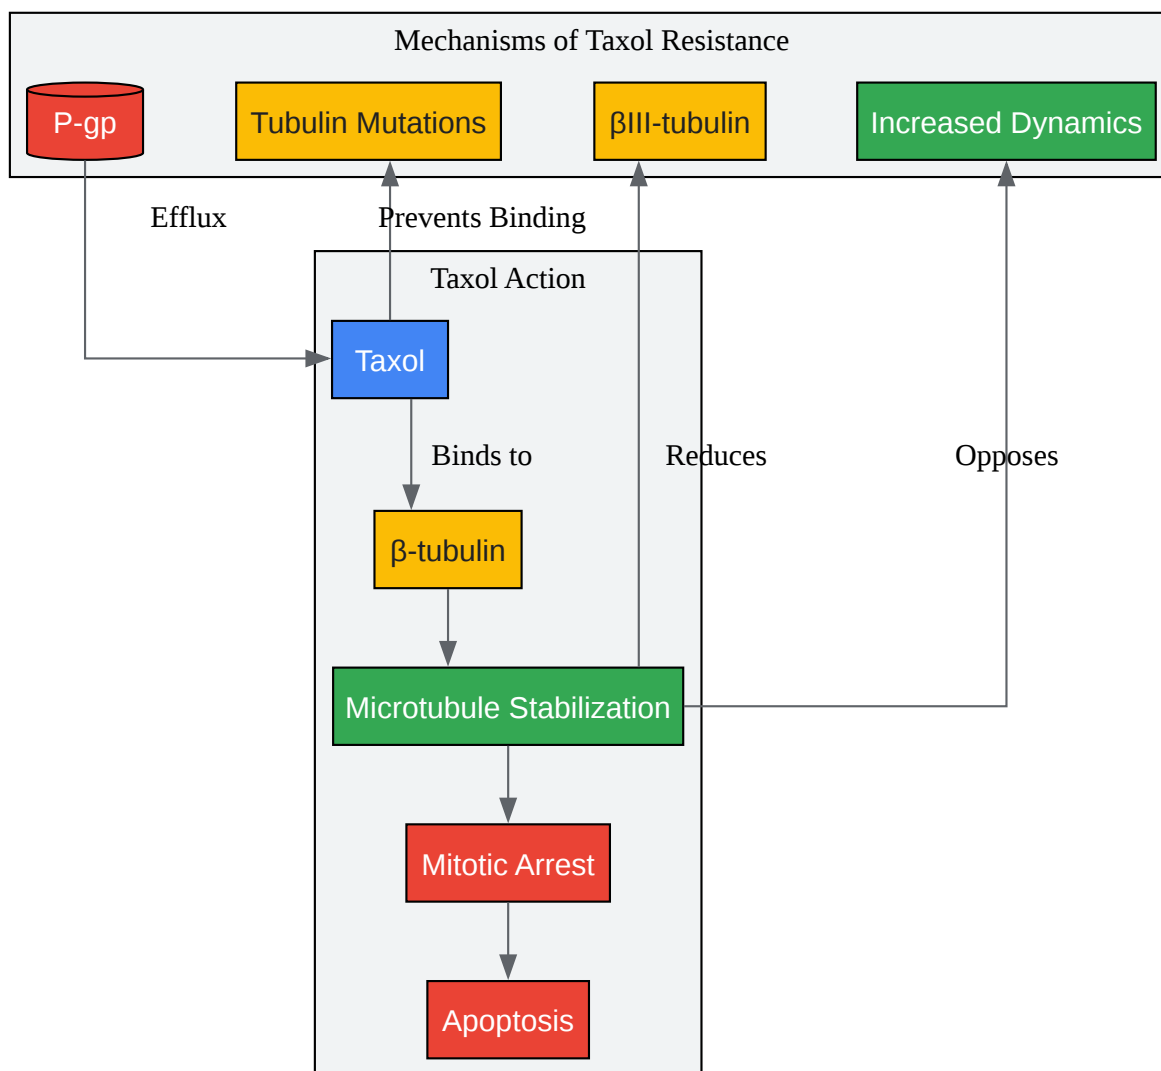 Mechanisms of Taxol Resistance
P-gp
Tubulin Mutations
βIII-tubulin
Increased Dynamics
Efflux
Prevents Binding
Taxol Action
Taxol
Binds to
Reduces
Opposes
β-tubulin
Microtubule Stabilization
Mitotic Arrest
Apoptosis